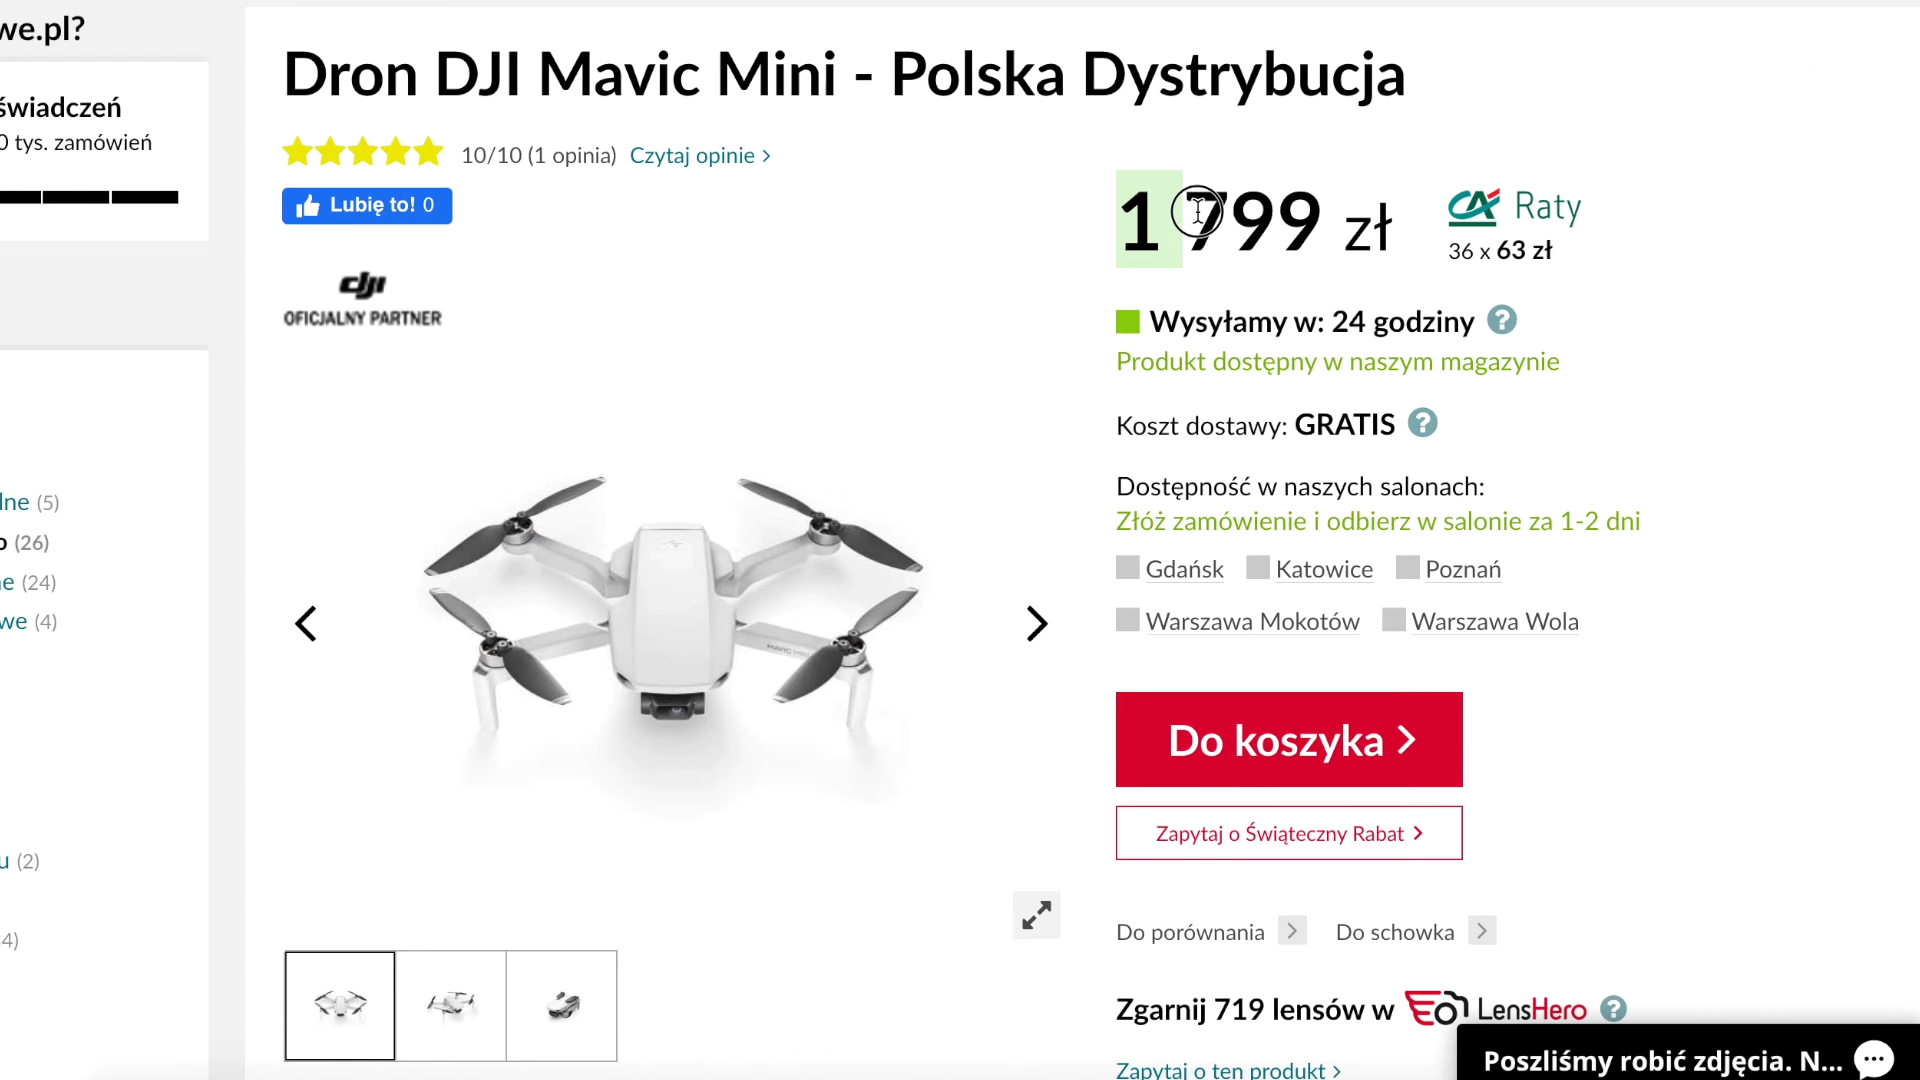 we.pl?
świadczeń
0 tys. zamówień
lne (5)
o (26)
ne (24)
we (4)
u (2)
4)
Dron DJI Mavic Mini - Polska Dystrybucja
10/10 (1 opinia) Czytaj opinie >
Lubię to! 0
dji
OFICJALNY PARTNER
MAVIC MINI
1 799 zł
CA Raty
36 x 63 zł
Wysyłamy w: 24 godziny ?
Produkt dostępny w naszym magazynie
Koszt dostawy: GRATIS ?
Dostępność w naszych salonach:
Złóż zamówienie i odbierz w salonie za 1-2 dni
Gdańsk Katowice Poznań
Warszawa Mokotów Warszawa Wola
Do koszyka >
Zapytaj o Świąteczny Rabat >
Do porównania > Do schowka >
Zgarnij 719 lensów w LensHero ?
Zapytaj o ten produkt >
Poszliśmy robić zdjęcia. N...